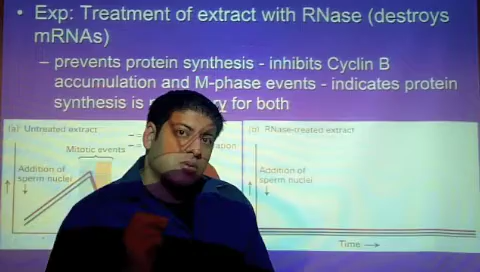 • Exp: Treatment of extract with RNase (destroys
mRNAs)
– prevents protein synthesis - inhibits Cyclin B
accumulation and M-phase events - indicates protein
synthesis is for both
(a) Untreated extract
Mitotic events
Addition of
sperm nuclei
(b) RNase-treated extract
Addition of
sperm nuclei
Time →